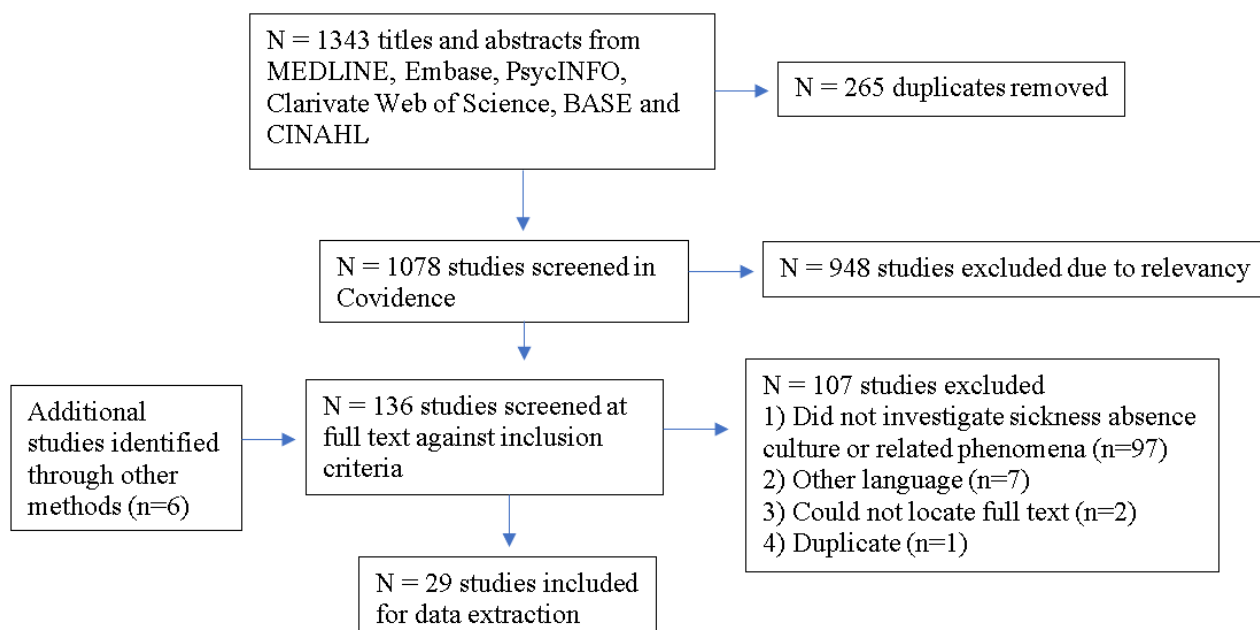 N = 1343 titles and abstracts from
MEDLINE, Embase, PsycINFO,
Clarivate Web of Science, BASE and
CINAHL
N = 265 duplicates removed
N = 1078 studies screened in
Covidence
N = 948 studies excluded due to relevancy
Additional
studies identified
through other
methods (n=6)
N = 136 studies screened at
full text against inclusion
criteria
N = 107 studies excluded
1) Did not investigate sickness absence
culture or related phenomena (n=97)
2) Other language (n=7)
3) Could not locate full text (n=2)
4) Duplicate (n=1)
N = 29 studies included
for data extraction